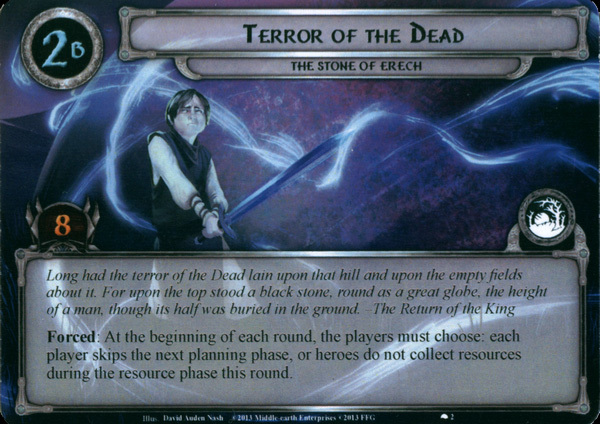 2B
TERROR OF THE DEAD
THE STONE OF ERECH
8
Long had the terror of the Dead lain upon that hill and upon the empty fields
about it. For upon the top stood a black stone, round as a great globe, the height
of a man, though its half was buried in the ground. –The Return of the King
Forced: At the beginning of each round, the players must choose: each
player skips the next planning phase, or heroes do not collect resources
during the resource phase this round.
Illus. David Auden Nash ©2013 Middle-earth Enterprises • 2013 FFG 2